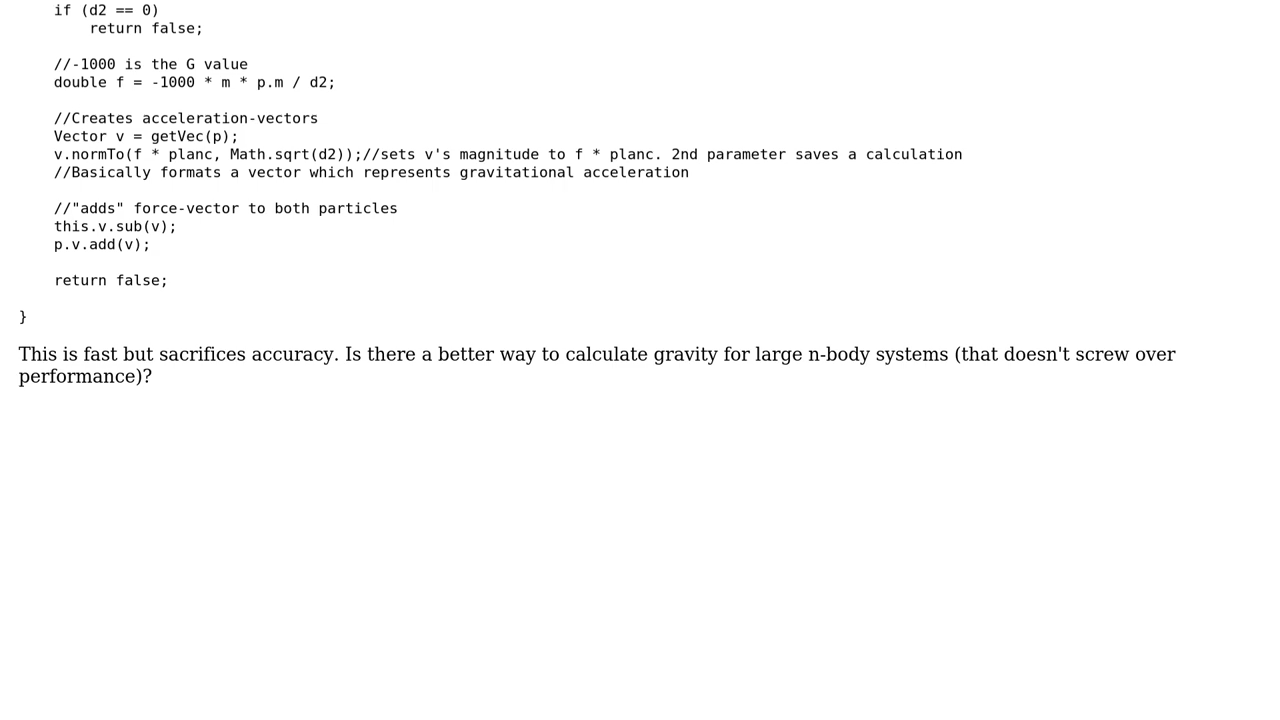 if (d2 == 0)
return false;
//-1000 is the G value
double f = -1000 * m * p.m / d2;
//Creates acceleration-vectors
Vector v = getVec(p);
v.normTo(f * planc, Math.sqrt(d2));//sets v's magnitude to f * planc. 2nd parameter saves a calculation
//Basically formats a vector which represents gravitational acceleration
//"adds" force-vector to both particles
this.v.sub(v);
p.v.add(v);
return false;
}
This is fast but sacrifices accuracy. Is there a better way to calculate gravity for large n-body systems (that doesn't screw over
performance)?